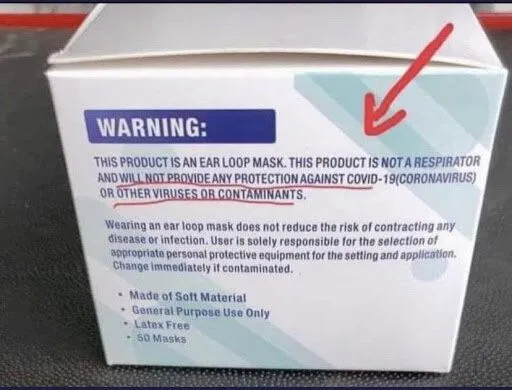 WARNING:
THIS PRODUCT IS AN EAR LOOP MASK. THIS PRODUCT IS NOT A RESPIRATOR
AND WILL NOT PROVIDE ANY PROTECTION AGAINST COVID-19(CORONAVIRUS)
OR OTHER VIRUSES OR CONTAMINANTS.
Wearing an ear loop mask does not reduce the risk of contracting any
disease or infection. User is solely responsible for the selection of
appropriate personal protective equipment for the setting and application.
Change immediately if contaminated.
• Made of Soft Material
• General Purpose Use Only
• Latex Free
• 50 Masks